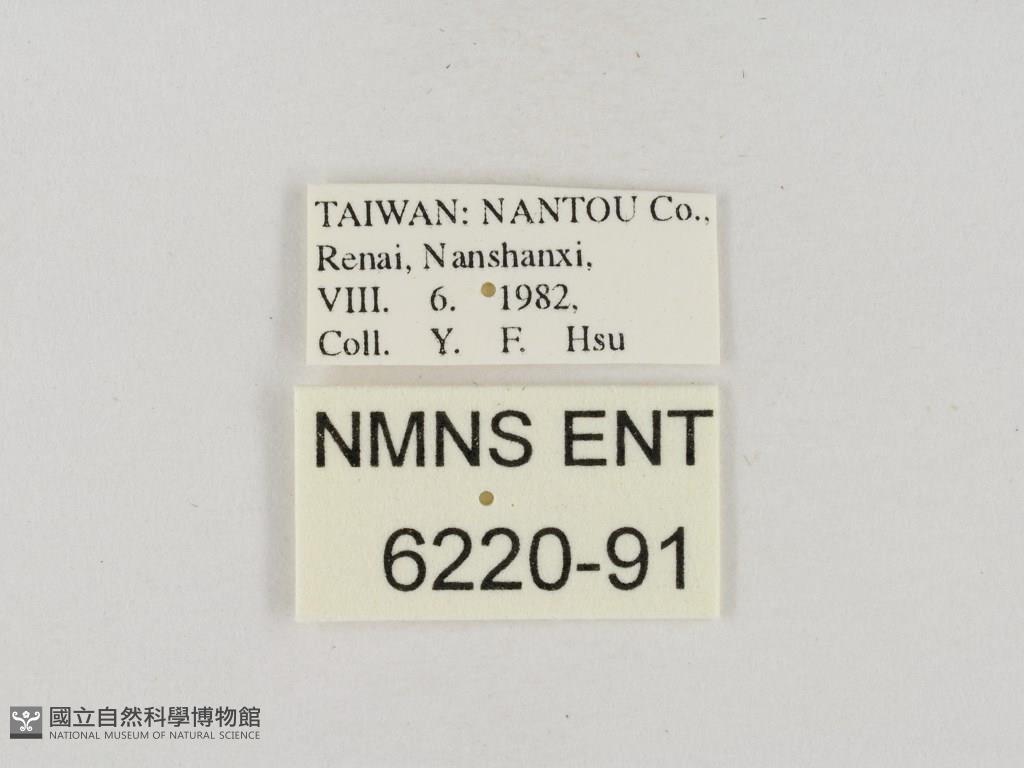 TAIWAN: NANTOU Co.,
Renai, Nanshanxi,
VIII. 6. 1982,
Coll. Y. F. Hsu
NMNS ENT
6220-91
國立自然科學博物館
NATIONAL MUSEUM OF NATURAL SCIENCE